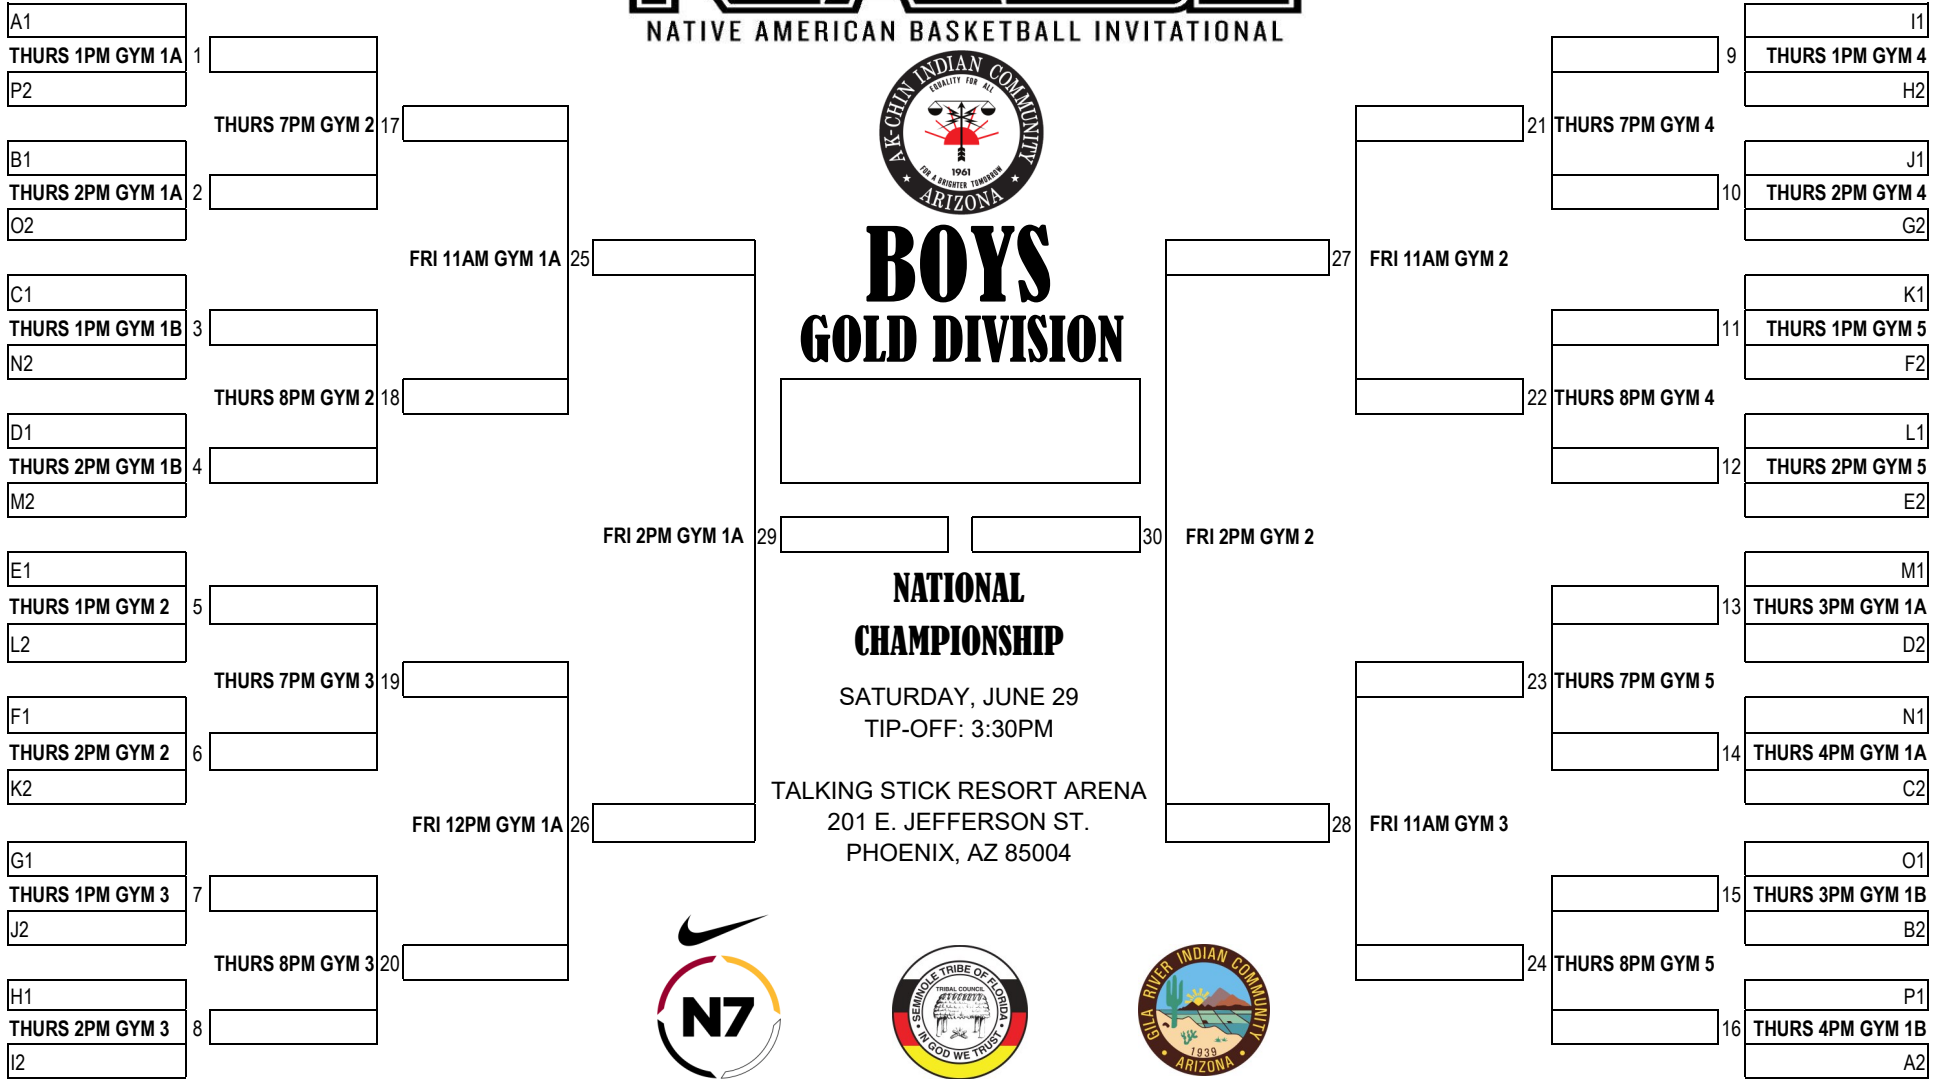 NATIVE AMERICAN BASKETBALL INVITATIONAL
A1
THURS 1PM GYM 1A 1
P2
THURS 7PM GYM 2 17
B1
THURS 2PM GYM 1A 2
O2
FRI 11AM GYM 1A 25
C1
THURS 1PM GYM 1B 3
N2
THURS 8PM GYM 2 18
D1
THURS 2PM GYM 1B 4
M2
FRI 2PM GYM 1A 29
E1
THURS 1PM GYM 2 5
L2
THURS 7PM GYM 3 19
F1
THURS 2PM GYM 2 6
K2
FRI 12PM GYM 1A 26
G1
THURS 1PM GYM 3 7
J2
THURS 8PM GYM 3 20
H1
THURS 2PM GYM 3 8
I2
AK-CHIN INDIAN COMMUNITY
EQUALITY FOR ALL
1961
FOR A BRIGHTER TOMORROW
ARIZONA
BOYS
GOLD DIVISION
NATIONAL
CHAMPIONSHIP
SATURDAY, JUNE 29
TIP-OFF: 3:30PM
TALKING STICK RESORT ARENA
201 E. JEFFERSON ST.
PHOENIX, AZ 85004
N7
SEMINOLE TRIBE OF FLORIDA
TRIBAL COUNCIL
IN GOD WE TRUST
GILA RIVER INDIAN COMMUNITY
1939
ARIZONA
I1
9 THURS 1PM GYM 4
H2
21 THURS 7PM GYM 4
J1
10 THURS 2PM GYM 4
G2
27 FRI 11AM GYM 2
K1
11 THURS 1PM GYM 5
F2
22 THURS 8PM GYM 4
L1
12 THURS 2PM GYM 5
E2
30 FRI 2PM GYM 2
M1
13 THURS 3PM GYM 1A
D2
23 THURS 7PM GYM 5
N1
14 THURS 4PM GYM 1A
C2
28 FRI 11AM GYM 3
O1
15 THURS 3PM GYM 1B
B2
24 THURS 8PM GYM 5
P1
16 THURS 4PM GYM 1B
A2